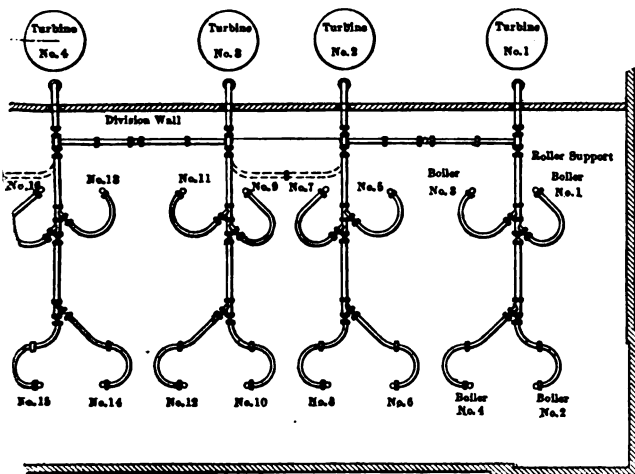 Turbine
No.4
Turbine
No.3
Turbine
No.2
Turbine
No.1
Division Wall
Roller Support
No.16
No.13
No.11
No.9
No.7
No.5
Boiler
No.3
Boiler
No.1
No.15
No.14
No.12
No.10
No.8
No.6
Boiler
No.4
Boiler
No.2